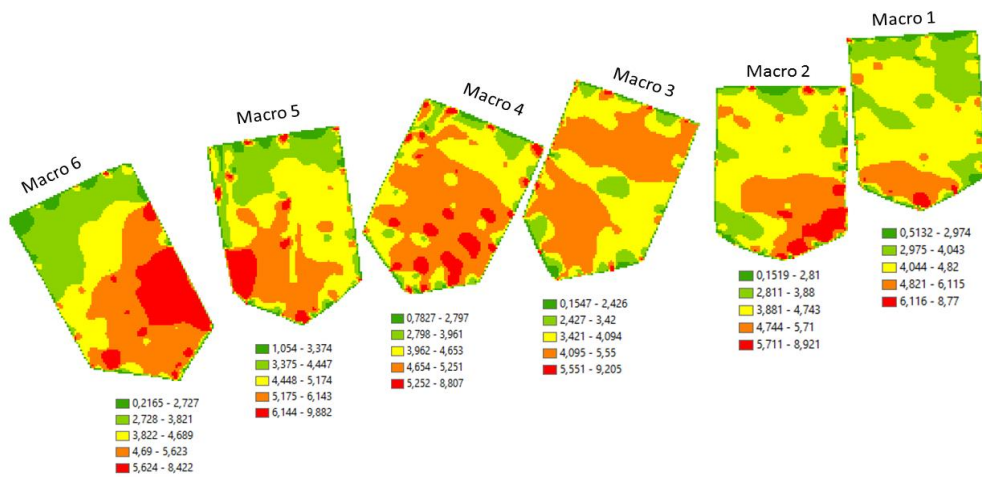 Macro 1
Macro 2
Macro 3
Macro 4
Macro 5
Macro 6
0,5132 - 2,974
2,975 - 4,043
4,044 - 4,82
4,821 - 6,115
6,116 - 8,77
0,1519 - 2,81
2,811 - 3,88
3,881 - 4,743
4,744 - 5,71
5,711 - 8,921
0,1547 - 2,426
2,427 - 3,42
3,421 - 4,094
4,095 - 5,55
5,551 - 9,205
0,7827 - 2,797
2,798 - 3,961
3,962 - 4,653
4,654 - 5,251
5,252 - 8,807
1,054 - 3,374
3,375 - 4,447
4,448 - 5,174
5,175 - 6,143
6,144 - 9,882
0,2165 - 2,727
2,728 - 3,821
3,822 - 4,689
4,69 - 5,623
5,624 - 8,422